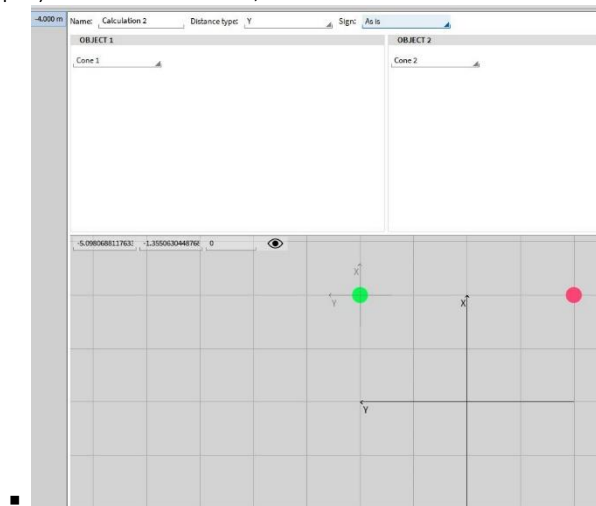 -4.000 m Name: Calculation 2 Distance type: Y Sign: As is
OBJECT 1 OBJECT 2
Cone 1 Cone 2
-5.0980688117633 -1.3550630448768 0
X
Y
X
Y